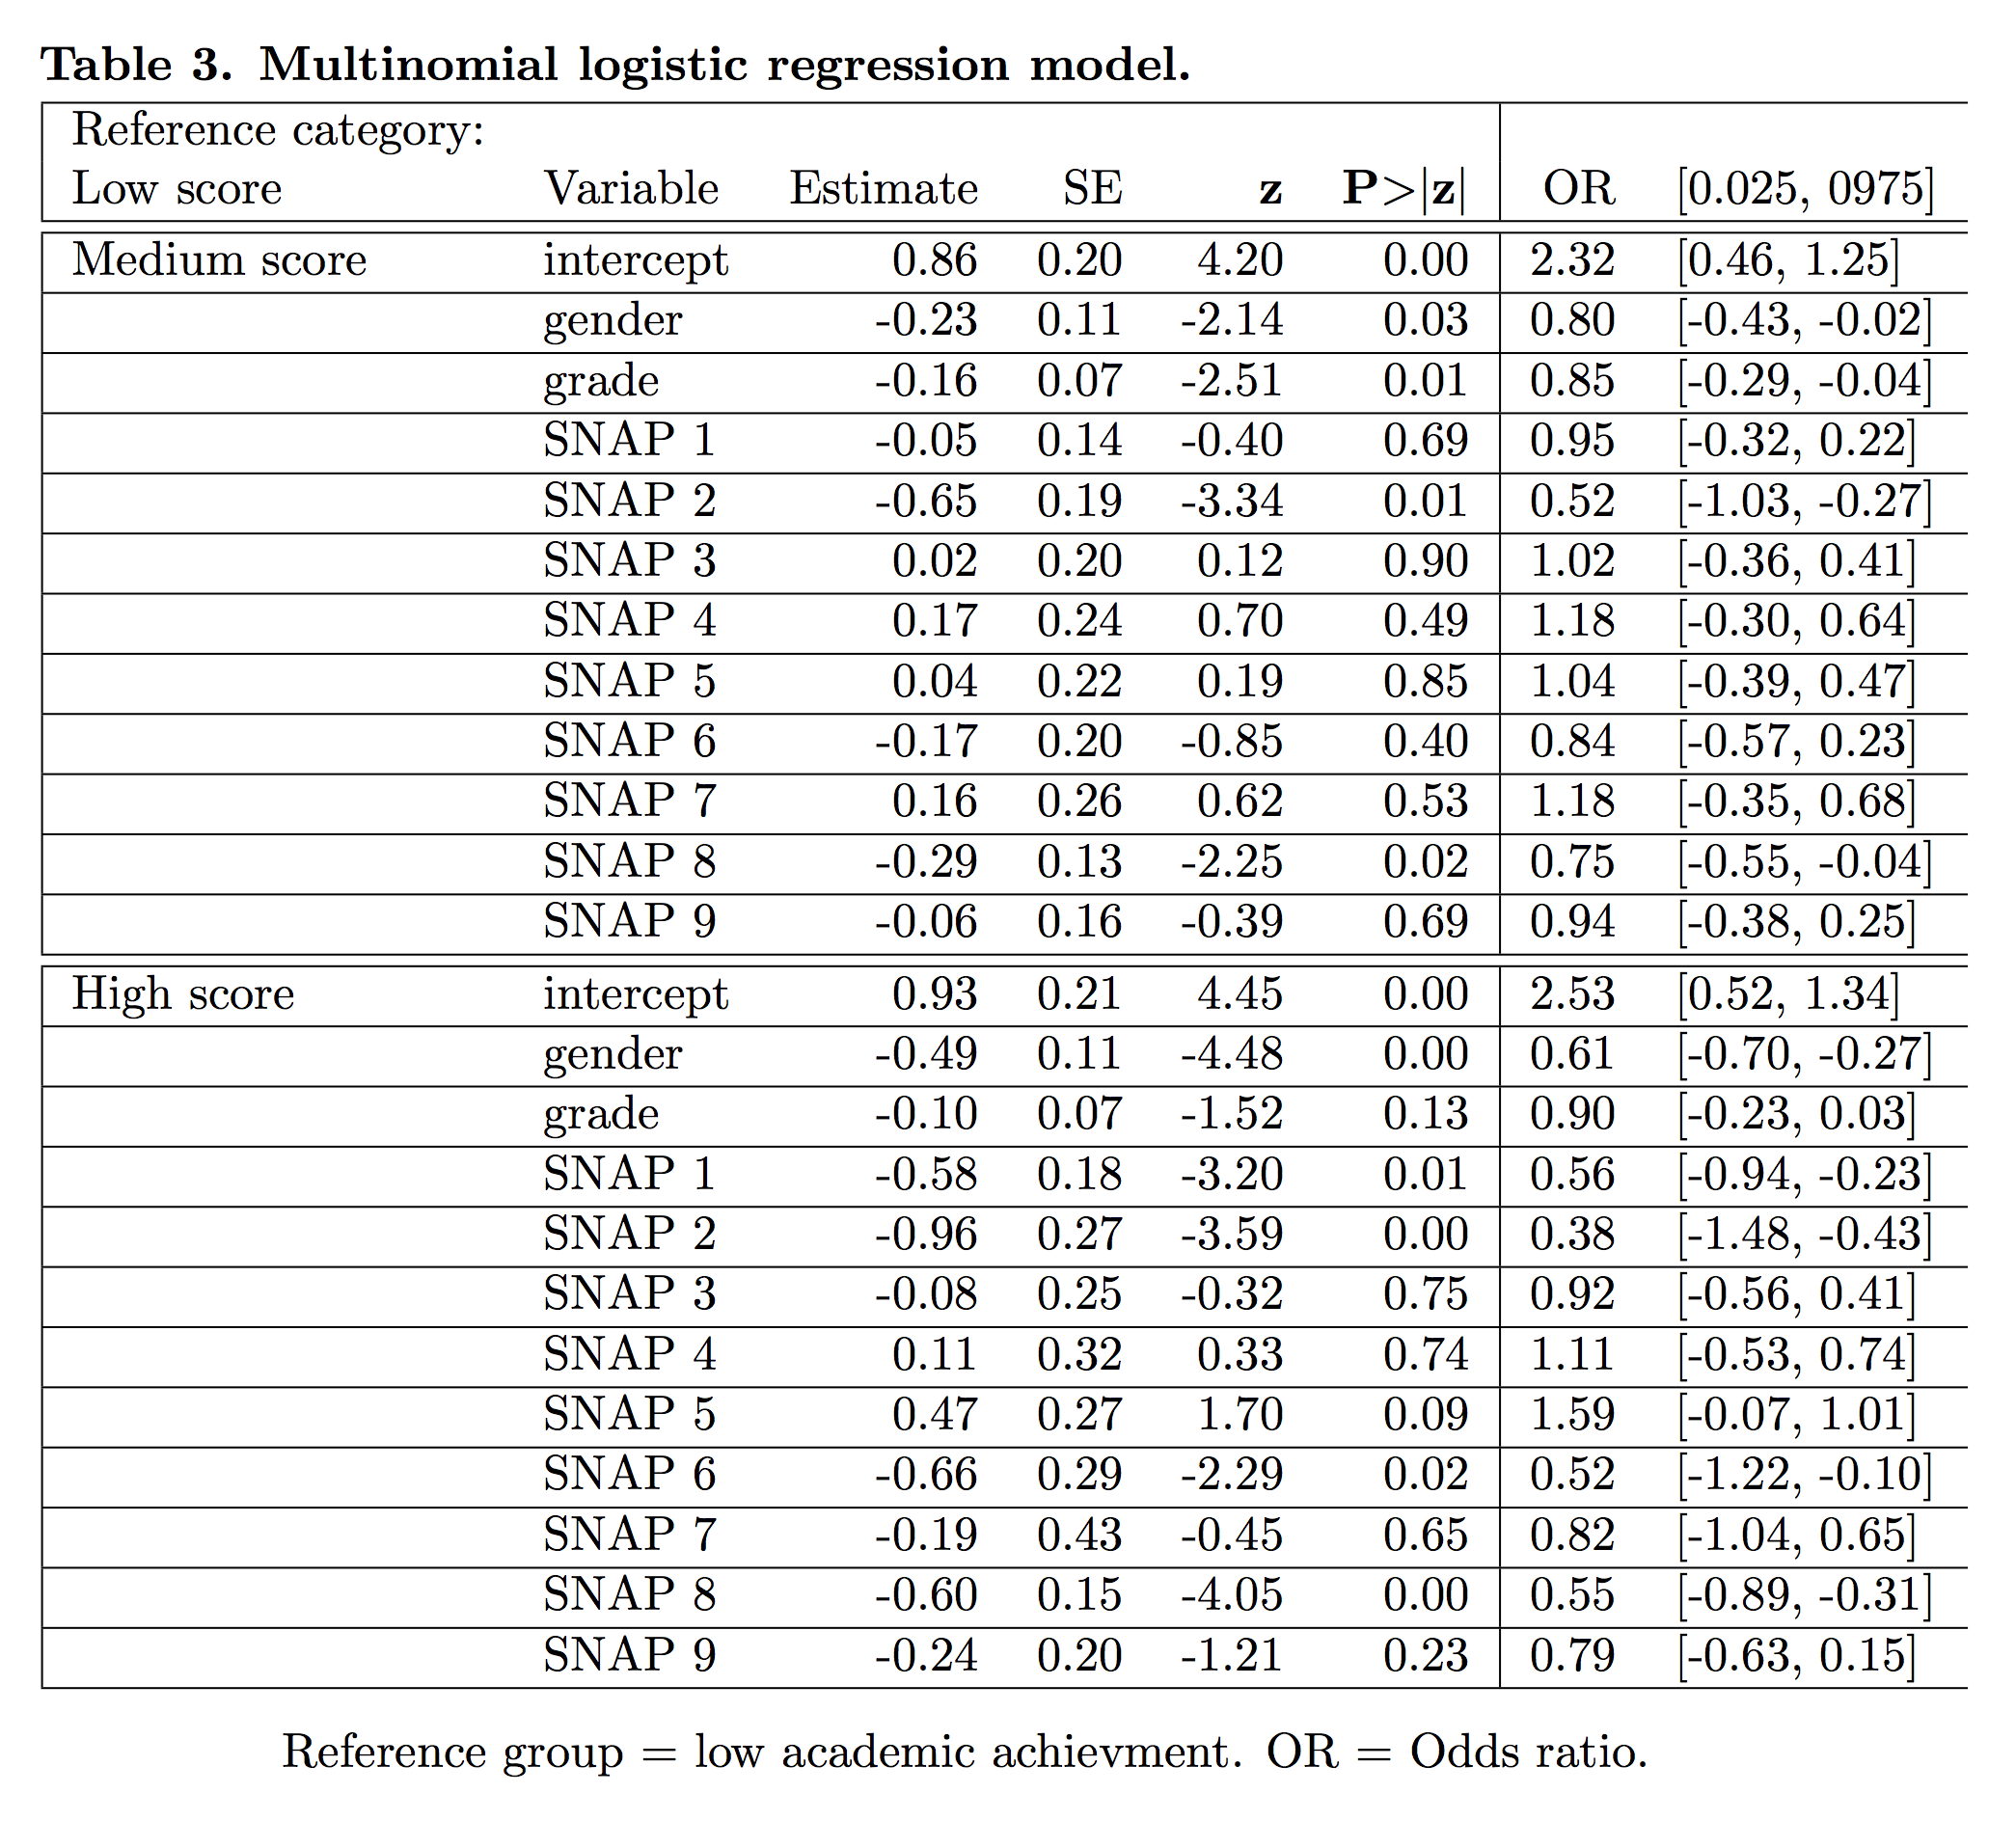 Table 3. Multinomial logistic regression model.
Reference category:
Low score Variable Estimate SE z P>|z| OR [0.025, 0975]
Medium score intercept 0.86 0.20 4.20 0.00 2.32 [0.46, 1.25]
gender -0.23 0.11 -2.14 0.03 0.80 [-0.43, -0.02]
grade -0.16 0.07 -2.51 0.01 0.85 [-0.29, -0.04]
SNAP 1 -0.05 0.14 -0.40 0.69 0.95 [-0.32, 0.22]
SNAP 2 -0.65 0.19 -3.34 0.01 0.52 [-1.03, -0.27]
SNAP 3 0.02 0.20 0.12 0.90 1.02 [-0.36, 0.41]
SNAP 4 0.17 0.24 0.70 0.49 1.18 [-0.30, 0.64]
SNAP 5 0.04 0.22 0.19 0.85 1.04 [-0.39, 0.47]
SNAP 6 -0.17 0.20 -0.85 0.40 0.84 [-0.57, 0.23]
SNAP 7 0.16 0.26 0.62 0.53 1.18 [-0.35, 0.68]
SNAP 8 -0.29 0.13 -2.25 0.02 0.75 [-0.55, -0.04]
SNAP 9 -0.06 0.16 -0.39 0.69 0.94 [-0.38, 0.25]
High score intercept 0.93 0.21 4.45 0.00 2.53 [0.52, 1.34]
gender -0.49 0.11 -4.48 0.00 0.61 [-0.70, -0.27]
grade -0.10 0.07 -1.52 0.13 0.90 [-0.23, 0.03]
SNAP 1 -0.58 0.18 -3.20 0.01 0.56 [-0.94, -0.23]
SNAP 2 -0.96 0.27 -3.59 0.00 0.38 [-1.48, -0.43]
SNAP 3 -0.08 0.25 -0.32 0.75 0.92 [-0.56, 0.41]
SNAP 4 0.11 0.32 0.33 0.74 1.11 [-0.53, 0.74]
SNAP 5 0.47 0.27 1.70 0.09 1.59 [-0.07, 1.01]
SNAP 6 -0.66 0.29 -2.29 0.02 0.52 [-1.22, -0.10]
SNAP 7 -0.19 0.43 -0.45 0.65 0.82 [-1.04, 0.65]
SNAP 8 -0.60 0.15 -4.05 0.00 0.55 [-0.89, -0.31]
SNAP 9 -0.24 0.20 -1.21 0.23 0.79 [-0.63, 0.15]
Reference group = low academic achievment. OR = Odds ratio.